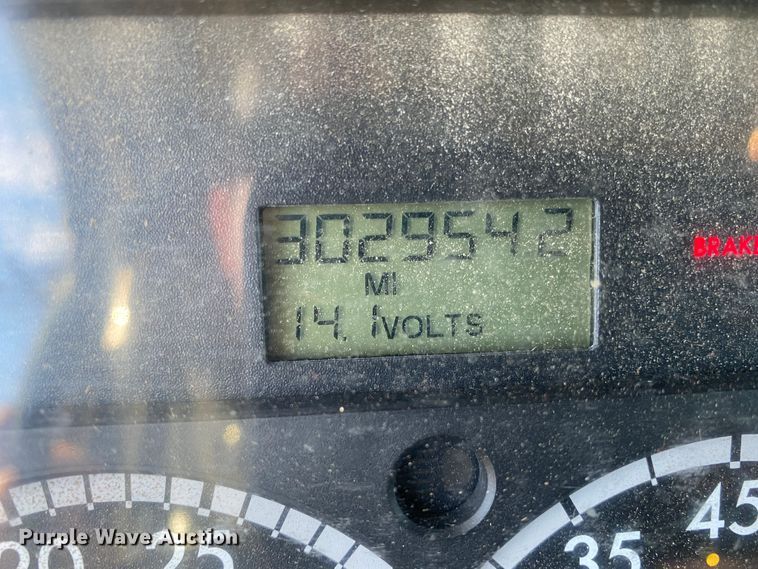 3029542
BRAKE
MI
14.1VOLTS
45
35
20
25
Purple Wave Auction